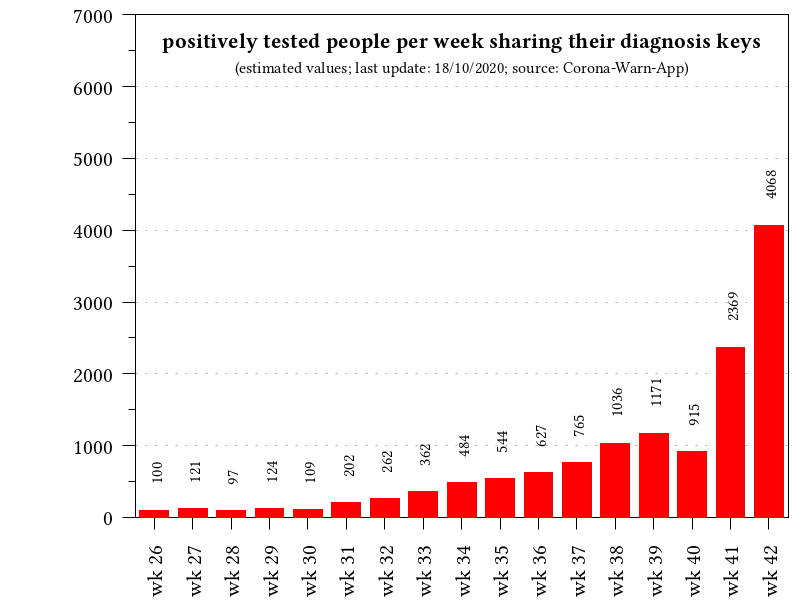 positively tested people per week sharing their diagnosis keys
(estimated values; last update: 18/10/2020; source: Corona-Warn-App)
7000
6000
5000
4000
3000
2000
1000
0
100
121
97
124
109
202
262
362
484
544
627
765
1036
1171
915
2369
4068
wk 26
wk 27
wk 28
wk 29
wk 30
wk 31
wk 32
wk 33
wk 34
wk 35
wk 36
wk 37
wk 38
wk 39
wk 40
wk 41
wk 42